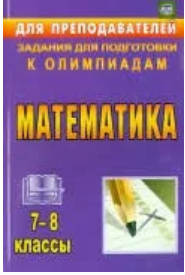 ДЛЯ ПРЕПОДАВАТЕЛЕЙ
ЗАДАНИЯ ДЛЯ ПОДГОТОВКИ
К ОЛИМПИАДАМ
МАТЕМАТИКА
7-8
классы